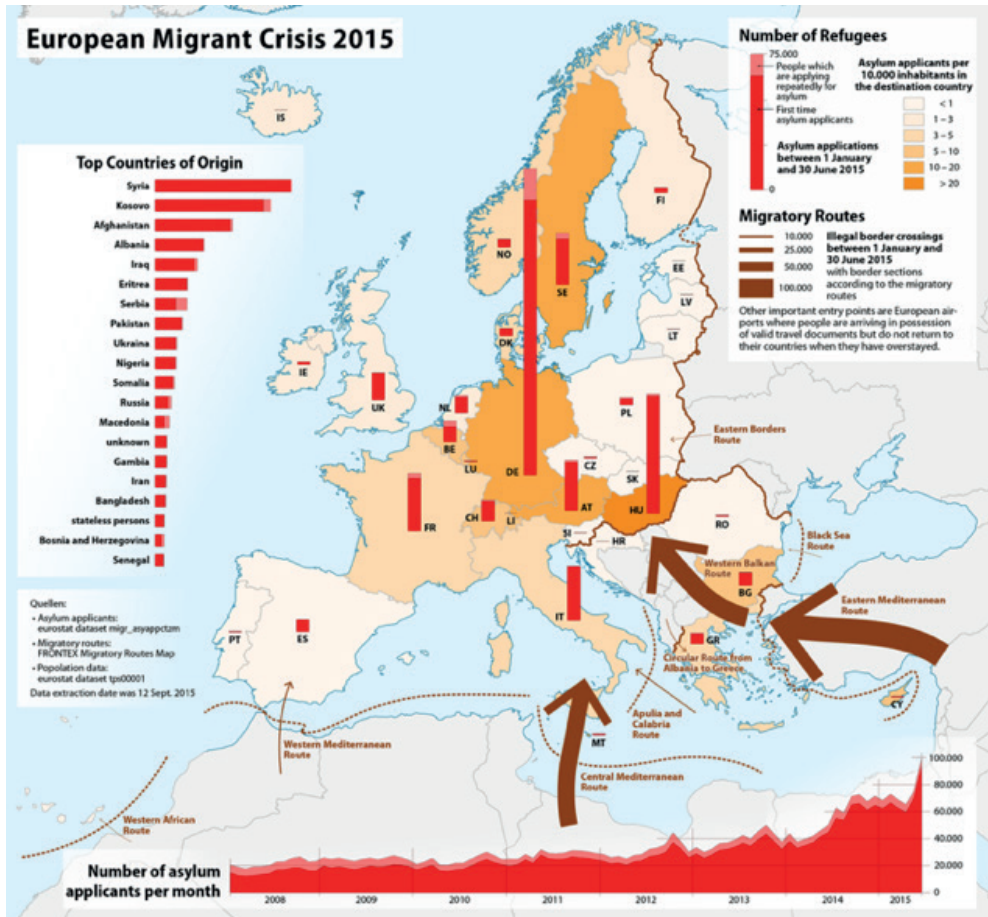 European Migrant Crisis 2015
Number of Refugees
75.000
People which
are applying
repeatedly for
asylum
First time
asylum applicants
Asylum applications
between 1 January
and 30 June 2015
0
Asylum applicants per
10.000 inhabitants in
the destination country
< 1
1 – 3
3 – 5
5 – 10
10 – 20
> 20
Migratory Routes
10.000
25.000
50.000
100.000
Illegal border crossings
between 1 January and
30 June 2015
with border sections
according to the migratory
routes
Other important entry points are European air-
ports where people are arriving in possession
of valid travel documents but do not return to
their countries when they have overstayed.
Top Countries of Origin
Syria
Kosovo
Afghanistan
Albania
Iraq
Eritrea
Serbia
Pakistan
Ukraina
Nigeria
Somalia
Russia
Macedonia
unknown
Gambia
Iran
Bangladesh
stateless persons
Bosnia and Herzegovina
Senegal
IS
NO
SE
FI
EE
LV
LT
DK
IE
UK
NL
BE
LU
DE
PL
CZ
SK
FR
CH
LI
AT
HU
SI
HR
RO
BG
IT
GR
PT
ES
MT
CY
Eastern Borders
Route
Black Sea
Route
Western Balkan
Route
Eastern Mediterranean
Route
Circular Route from
Albania to Greece
Apulia and
Calabria
Route
Central Mediterranean
Route
Western Mediterranean
Route
Western African
Route
Quellen:
• Asylum applicants:
eurostat dataset migr_asyappctzm
• Migratory routes:
FRONTEX Migratory Routes Map
• Popolation data:
eurostat dataset tps00001
Data extraction date was 12 Sept. 2015
Number of asylum
applicants per month
100.000
80.000
60.000
40.000
20.000
0
2008
2009
2010
2011
2012
2013
2014
2015